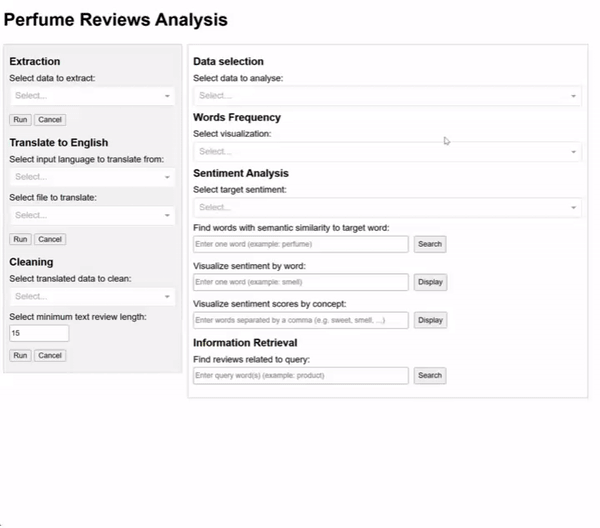 Perfume Reviews Analysis
Extraction
Select data to extract:
Select...
Run Cancel
Translate to English
Select input language to translate from:
Select...
Select file to translate:
Select...
Run Cancel
Cleaning
Select translated data to clean:
Select...
Select minimum text review length:
15
Run Cancel
Data selection
Select data to analyse:
Select...
Words Frequency
Select visualization:
Select...
Sentiment Analysis
Select target sentiment:
Select...
Find words with semantic similarity to target word:
Enter one word (example: perfume) Search
Visualize sentiment by word:
Enter one word (example: smell) Display
Visualize sentiment scores by concept:
Enter words separated by a comma (e.g. sweet, smell, ...) Display
Information Retrieval
Find reviews related to query:
Enter query word(s) (example: product) Search